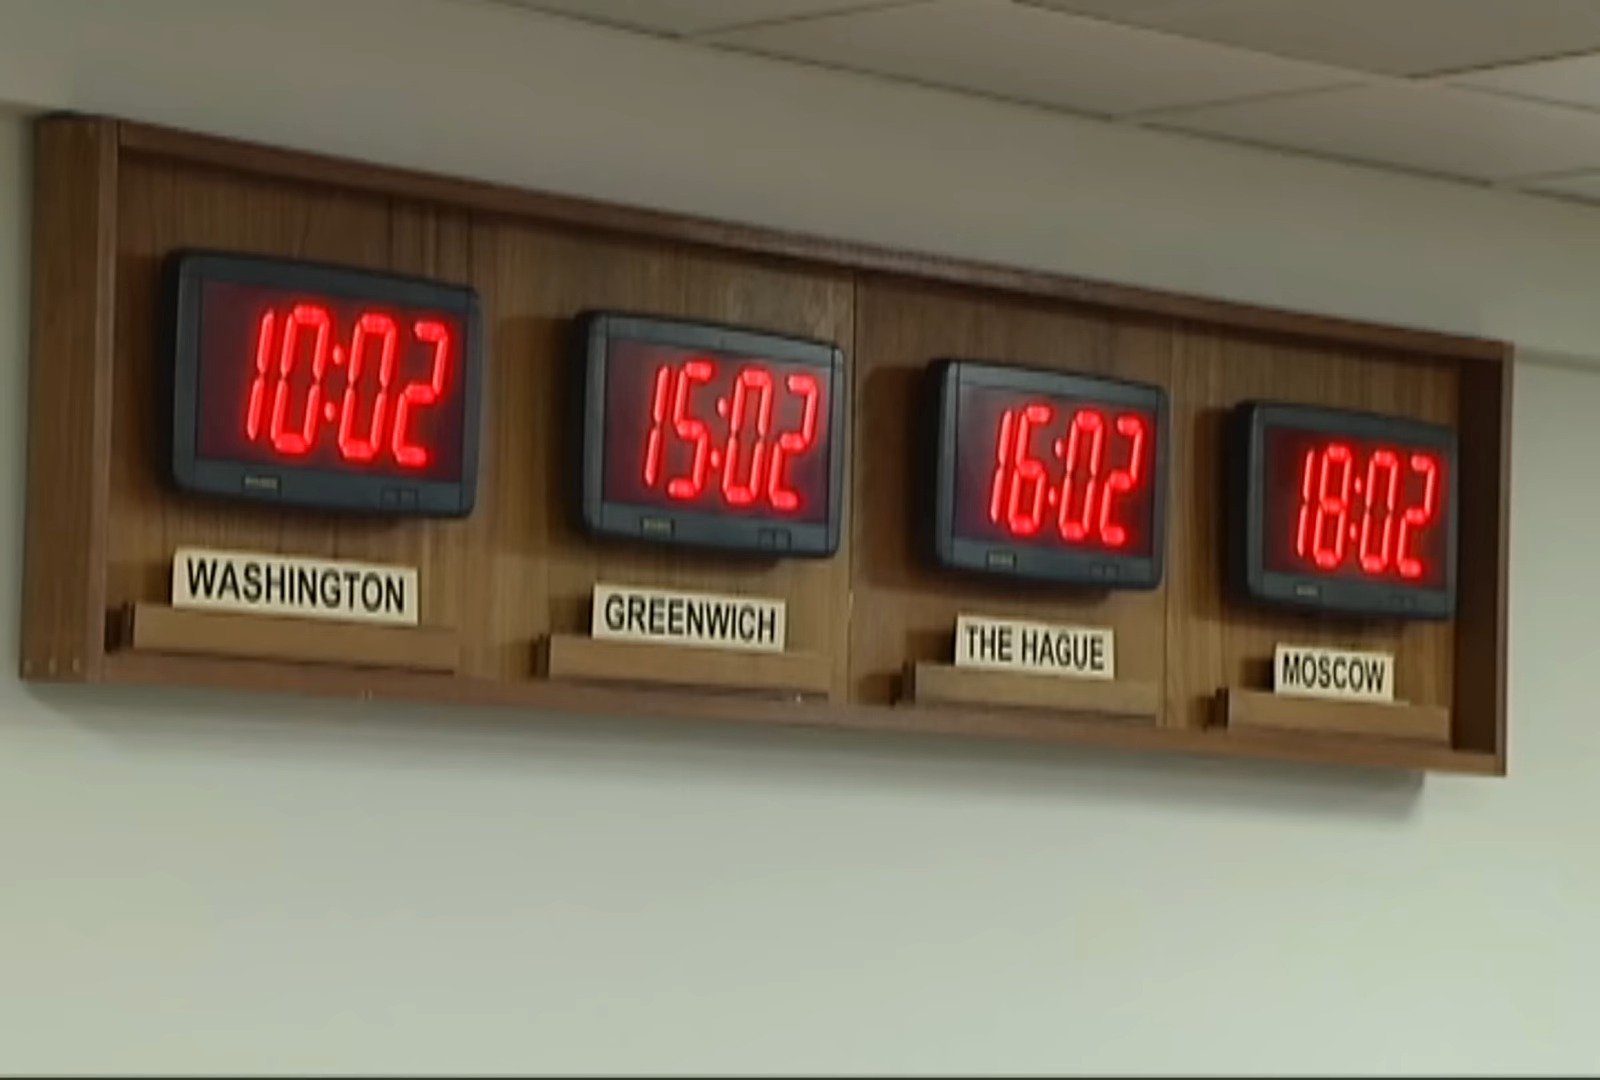 10:02
15:02
16:02
18:02
WASHINGTON
GREENWICH
THE HAGUE
MOSCOW